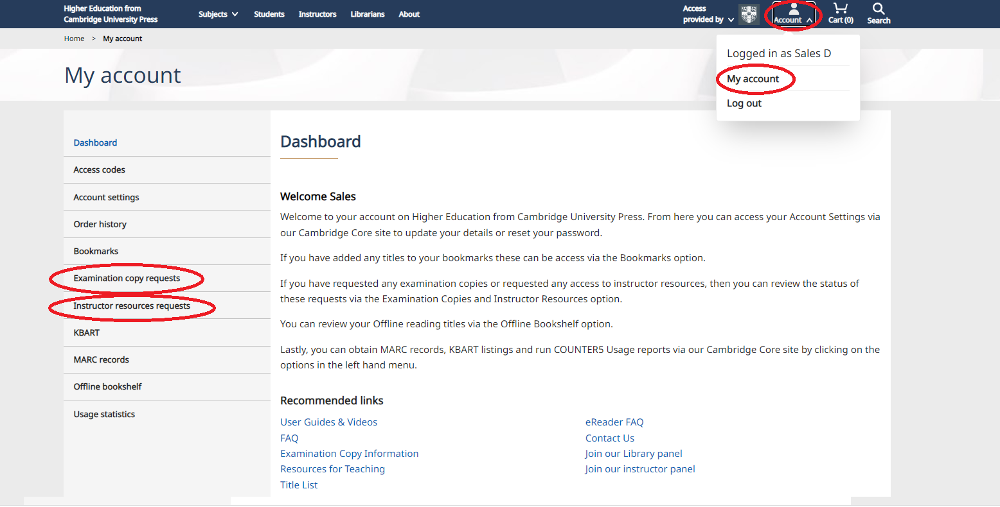 Higher Education from
Cambridge University Press
Subjects
Students
Instructors
Librarians
About
Access
provided by
Account
Cart (0)
Search
Home > My account
My account
Logged in as Sales D
My account
Log out
Dashboard
Access codes
Account settings
Order history
Bookmarks
Examination copy requests
Instructor resources requests
KBART
MARC records
Offline bookshelf
Usage statistics
Dashboard
Welcome Sales
Welcome to your account on Higher Education from Cambridge University Press. From here you can access your Account Settings via
our Cambridge Core site to update your details or reset your password.
If you have added any titles to your bookmarks these can be access via the Bookmarks option.
If you have requested any examination copies or requested any access to instructor resources, then you can review the status of
these requests via the Examination Copies and Instructor Resources option.
You can review your Offline reading titles via the Offline Bookshelf option.
Lastly, you can obtain MARC records, KBART listings and run COUNTER5 Usage reports via our Cambridge Core site by clicking on the
options in the left hand menu.
Recommended links
User Guides & Videos
FAQ
Examination Copy Information
Resources for Teaching
Title List
eReader FAQ
Contact Us
Join our Library panel
Join our instructor panel